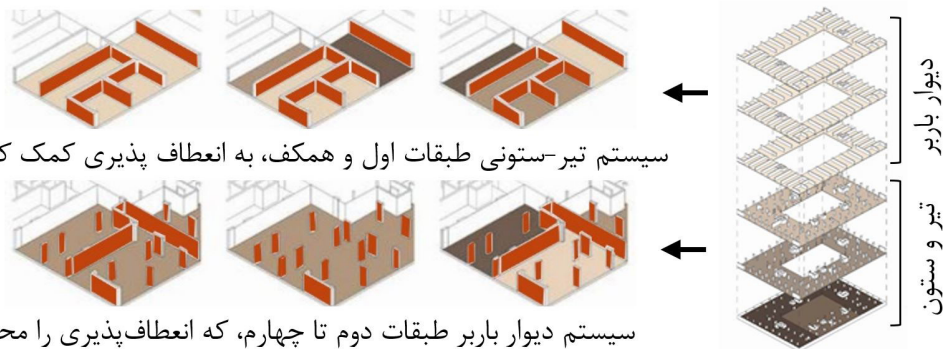 دیوار باربر
سیستم تیر-ستونی طبقات اول و همکف، به انعطاف پذیری کمک
تیر و ستون
سیستم دیوار باربر طبقات دوم تا چهارم، که انعطاف‌پذیری را